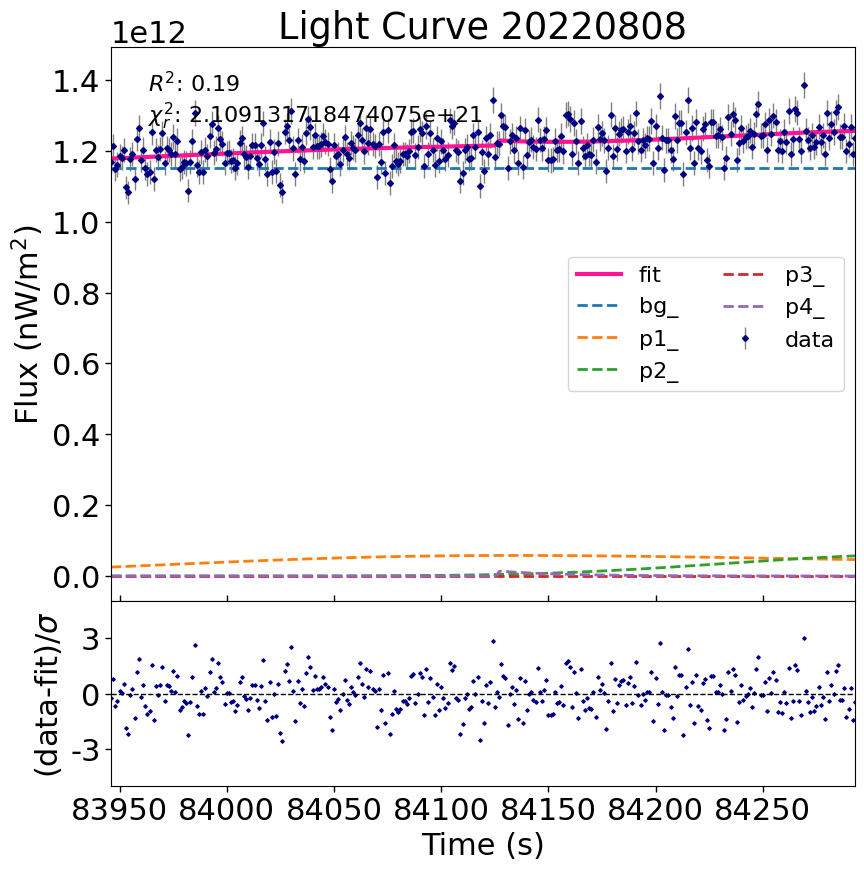 Light Curve 20220808
1e12
R²: 0.19
χᵣ²: 2.109131718474075e+21
1.4
1.2
1.0
0.8
0.6
0.4
0.2
0.0
Flux (nW/m²)
fit
bg_
p1_
p2_
p3_
p4_
data
3
0
-3
(data-fit)/σ
83950 84000 84050 84100 84150 84200 84250
Time (s)